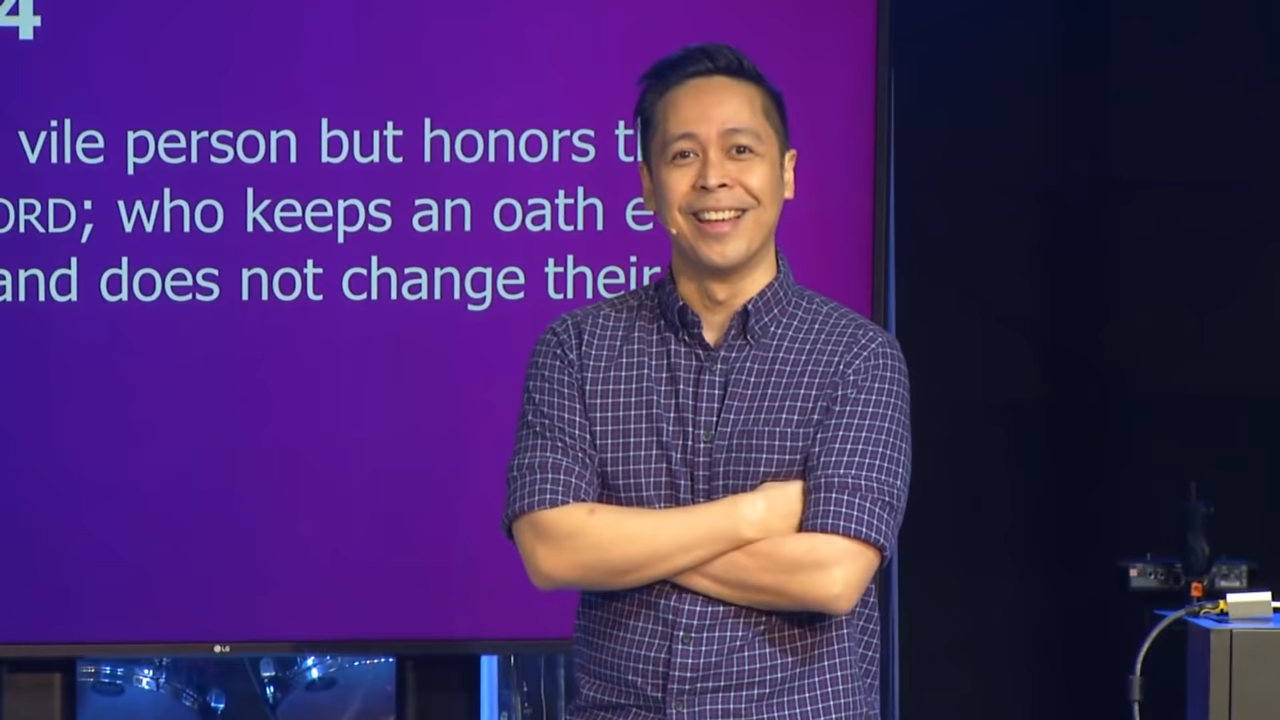 4
vile person but honors
ORD; who keeps an oath
and does not change their
LG